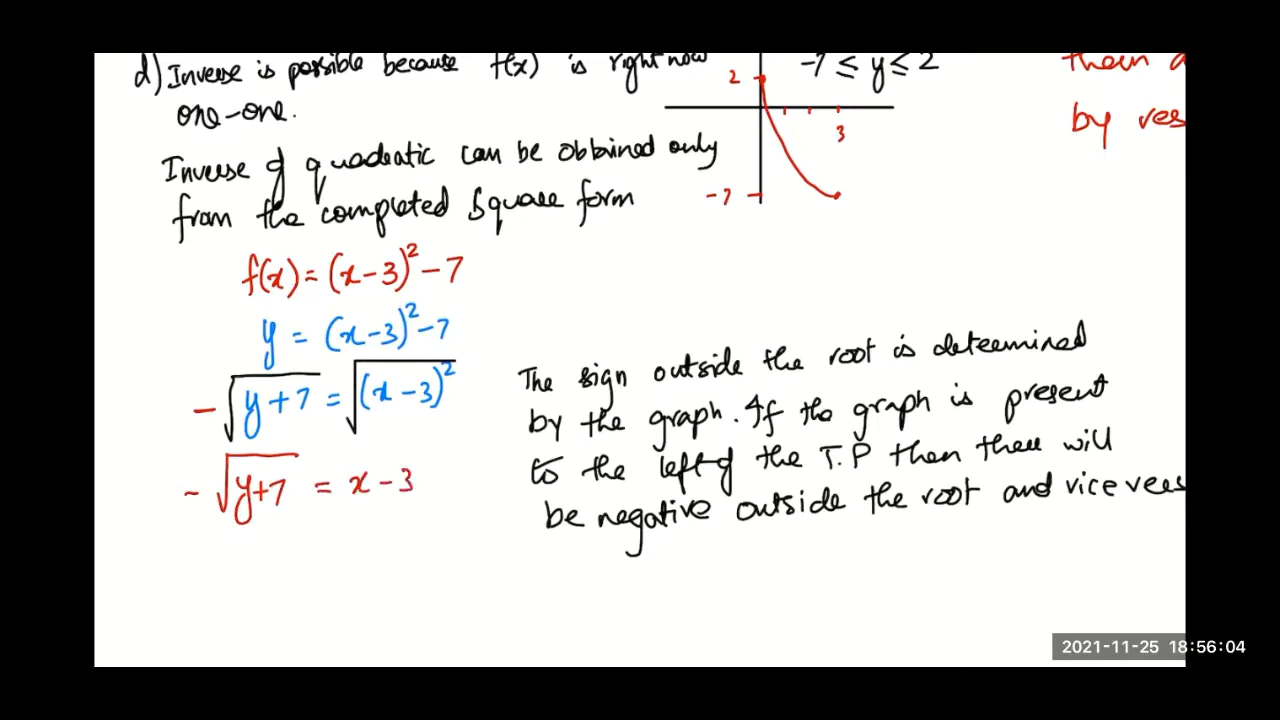 d) Inverse is possible because f(x) is right now
one-one.
Inverse of quadratic can be obtained only
from the completed square form
f(x) = (x-3)² - 7
y = (x-3)² - 7
-√(y+7) = √((x-3)²)
-√(y+7) = x-3
-7 ≤ y ≤ 2
2
3
-7
by res
The sign outside the root is determined
by the graph. If the graph is present
to the left of the T.P then there will
be negative outside the root and vice vers
2021-11-25 18:56:04